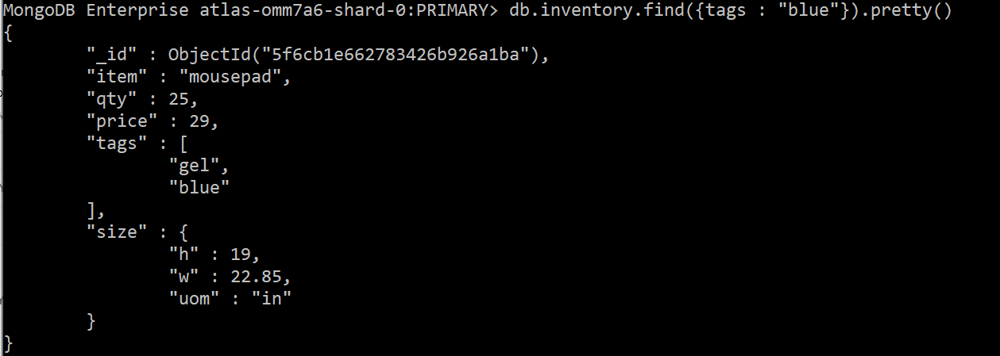 MongoDB Enterprise atlas-omm7a6-shard-0:PRIMARY> db.inventory.find({tags : "blue"}).pretty()
{
        "_id" : ObjectId("5f6cb1e662783426b926a1ba"),
        "item" : "mousepad",
        "qty" : 25,
        "price" : 29,
        "tags" : [
                "gel",
                "blue"
        ],
        "size" : {
                "h" : 19,
                "w" : 22.85,
                "uom" : "in"
        }
}